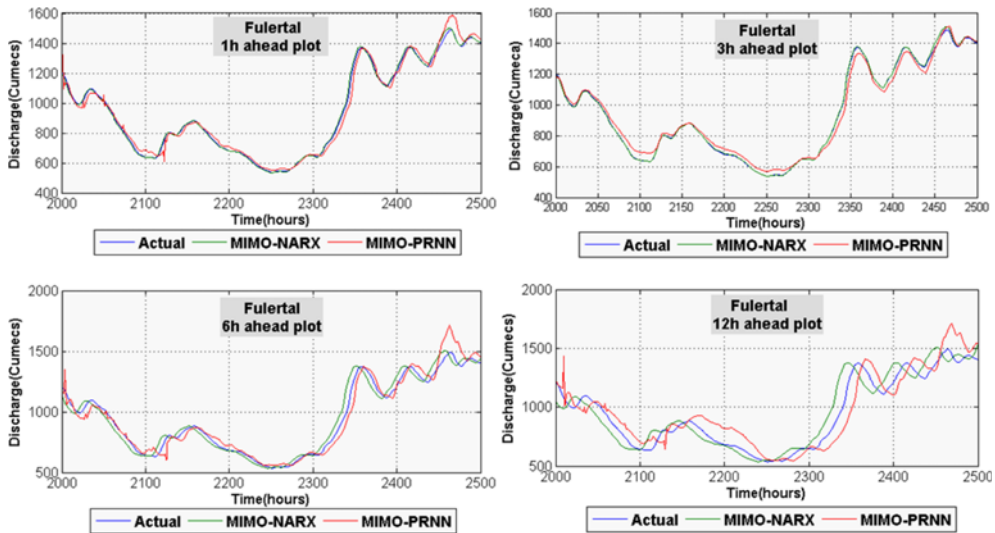 Fulertal
1h ahead plot
1600
1400
1200
1000
800
600
400
Discharge(Cumecs)
2000 2100 2200 2300 2400 2500
Time(hours)
Actual MIMO-NARX MIMO-PRNN
Fulertal
3h ahead plot
1600
1400
1200
1000
800
600
400
Discharge(Cumecs)
2000 2050 2100 2150 2200 2250 2300 2350 2400 2450 2500
Time(hours)
Actual MIMO-NARX MIMO-PRNN
Fulertal
6h ahead plot
2000
1500
1000
500
Discharge(Cumecs)
2000 2100 2200 2300 2400 2500
Time(hours)
Actual MIMO-NARX MIMO-PRNN
Fulertal
12h ahead plot
2000
1500
1000
500
Discharge(Cumecs)
2000 2100 2200 2300 2400 2500
Time(hours)
Actual MIMO-NARX MIMO-PRNN